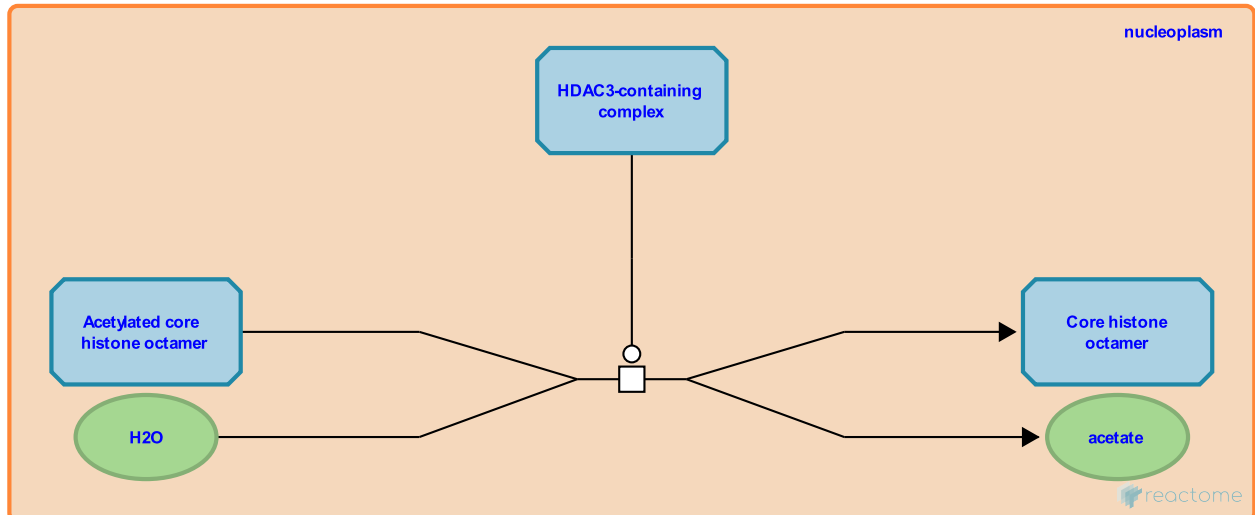 nucleoplasm
HDAC3-containing
complex
Acetylated core
histone octamer
Core histone
octamer
H2O
acetate
reactome